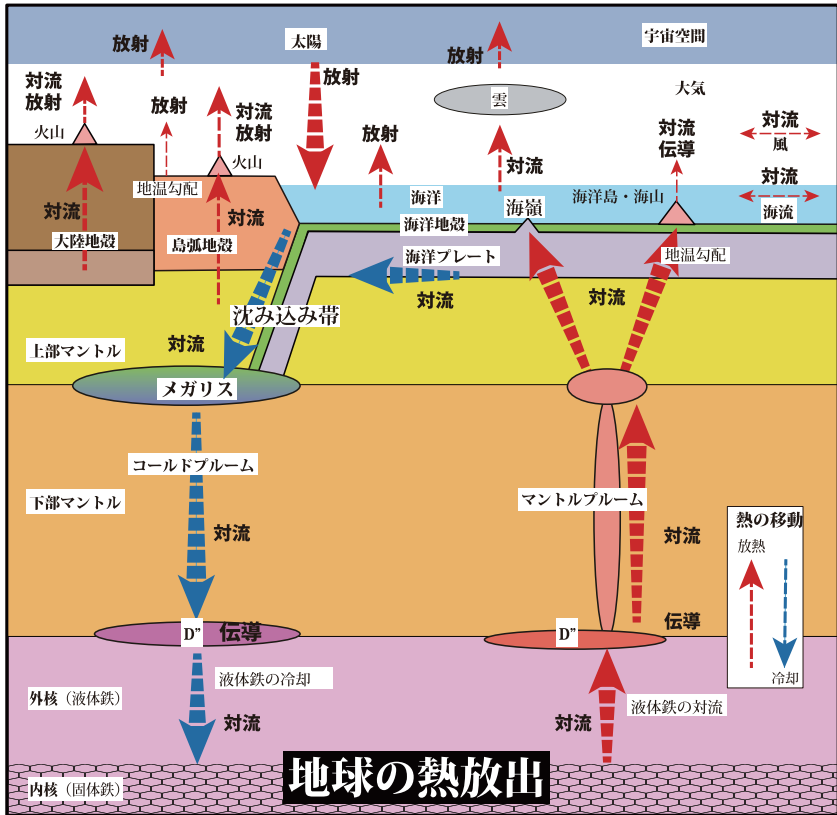 太陽
宇宙空間
放射
放射
放射
対流
放射
放射
対流
放射
放射
雲
大気
火山
火山
対流
伝導
対流
風
対流
地温勾配
対流
海洋
海嶺
海洋島・海山
対流
海流
大陸地殻
対流
島弧地殻
海洋地殻
海洋プレート
地温勾配
対流
対流
沈み込み帯
対流
上部マントル
メガリス
コールドプルーム
下部マントル
対流
マントルプルーム
対流
熱の移動
放熱
冷却
D”
伝導
D”
伝導
外核（液体鉄）
液体鉄の冷却
対流
液体鉄の対流
対流
内核（固体鉄）
地球の熱放出